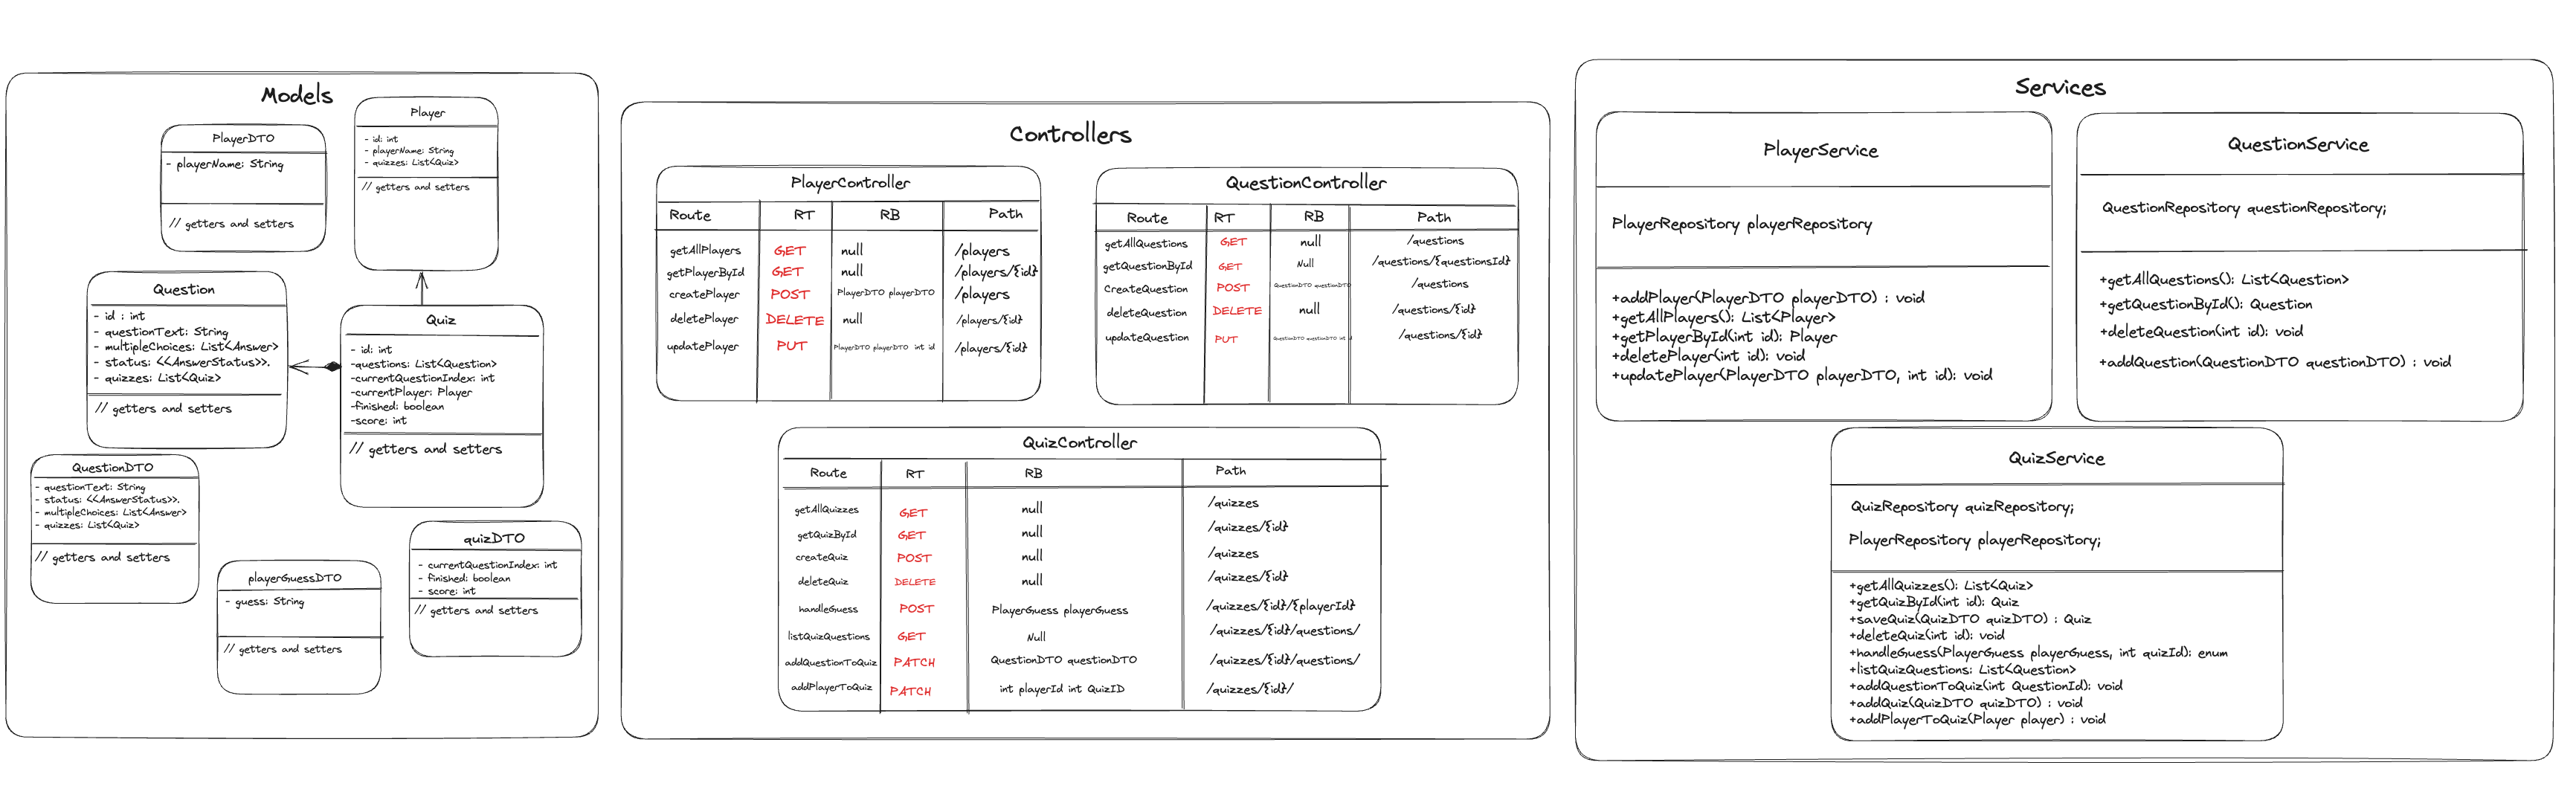 Models
PlayerDTO
- playerName: String
// getters and setters
Player
- id: int
- playerName: String
- quizzes: List<Quiz>
// getters and setters
Question
- id : int
- questionText: String
- multipleChoices: List<Answer>
- status: <<AnswerStatus>>.
- quizzes: List<Quiz>
// getters and setters
Quiz
- id: int
-questions: List<Question>
-currentQuestionIndex: int
-currentPlayer: Player
-finished: boolean
-score: int
// getters and setters
QuestionDTO
- questionText: String
- status: <<AnswerStatus>>.
- multipleChoices: List<Answer>
- quizzes: List<Quiz>
// getters and setters
quizDTO
- currentQuestionIndex: int
- finished: boolean
- score: int
// getters and setters
playerGuessDTO
- guess: String
// getters and setters
Controllers
PlayerController
Route RT RB Path
getAllPlayers GET null /players
getPlayerById GET null /players/{id}
createPlayer POST PlayerDTO playerDTO /players
deletePlayer DELETE null /players/{id}
updatePlayer PUT PlayerDTO playerDTO int id /players/{id}
QuestionController
Route RT RB Path
getAllQuestions GET null /questions
getQuestionById GET Null /questions/{questionsId}
CreateQuestion POST QuestionDTO questionDTO /questions
deleteQuestion DELETE null /questions/{id}
updateQuestion PUT QuestionDTO questionDTO int id /questions/{id}
QuizController
Route RT RB Path
getAllQuizzes GET null /quizzes
getQuizById GET null /quizzes/{id}
createQuiz POST null /quizzes
deleteQuiz DELETE null /quizzes/{id}
handleGuess POST PlayerGuess playerGuess /quizzes/{id}/{playerId}
listQuizQuestions GET Null /quizzes/{id}/questions/
addQuestionToQuiz PATCH QuestionDTO questionDTO /quizzes/{id}/questions/
addPlayerToQuiz PATCH int playerId int QuizID /quizzes/{id}/
Services
PlayerService
PlayerRepository playerRepository
+addPlayer(PlayerDTO playerDTO) : void
+getAllPlayers(): List<Player>
+getPlayerById(int id): Player
+deletePlayer(int id): void
+updatePlayer(PlayerDTO playerDTO, int id): void
QuestionService
QuestionRepository questionRepository;
+getAllQuestions(): List<Question>
+getQuestionById(): Question
+deleteQuestion(int id): void
+addQuestion(QuestionDTO questionDTO) : void
QuizService
QuizRepository quizRepository;
PlayerRepository playerRepository;
+getAllQuizzes(): List<Quiz>
+getQuizById(int id): Quiz
+saveQuiz(QuizDTO quizDTO) : Quiz
+deleteQuiz(int id): void
+handleGuess(PlayerGuess playerGuess, int quizId): enum
+listQuizQuestions: List<Question>
+addQuestionToQuiz(int QuestionId): void
+addQuiz(QuizDTO quizDTO) : void
+addPlayerToQuiz(Player player) : void